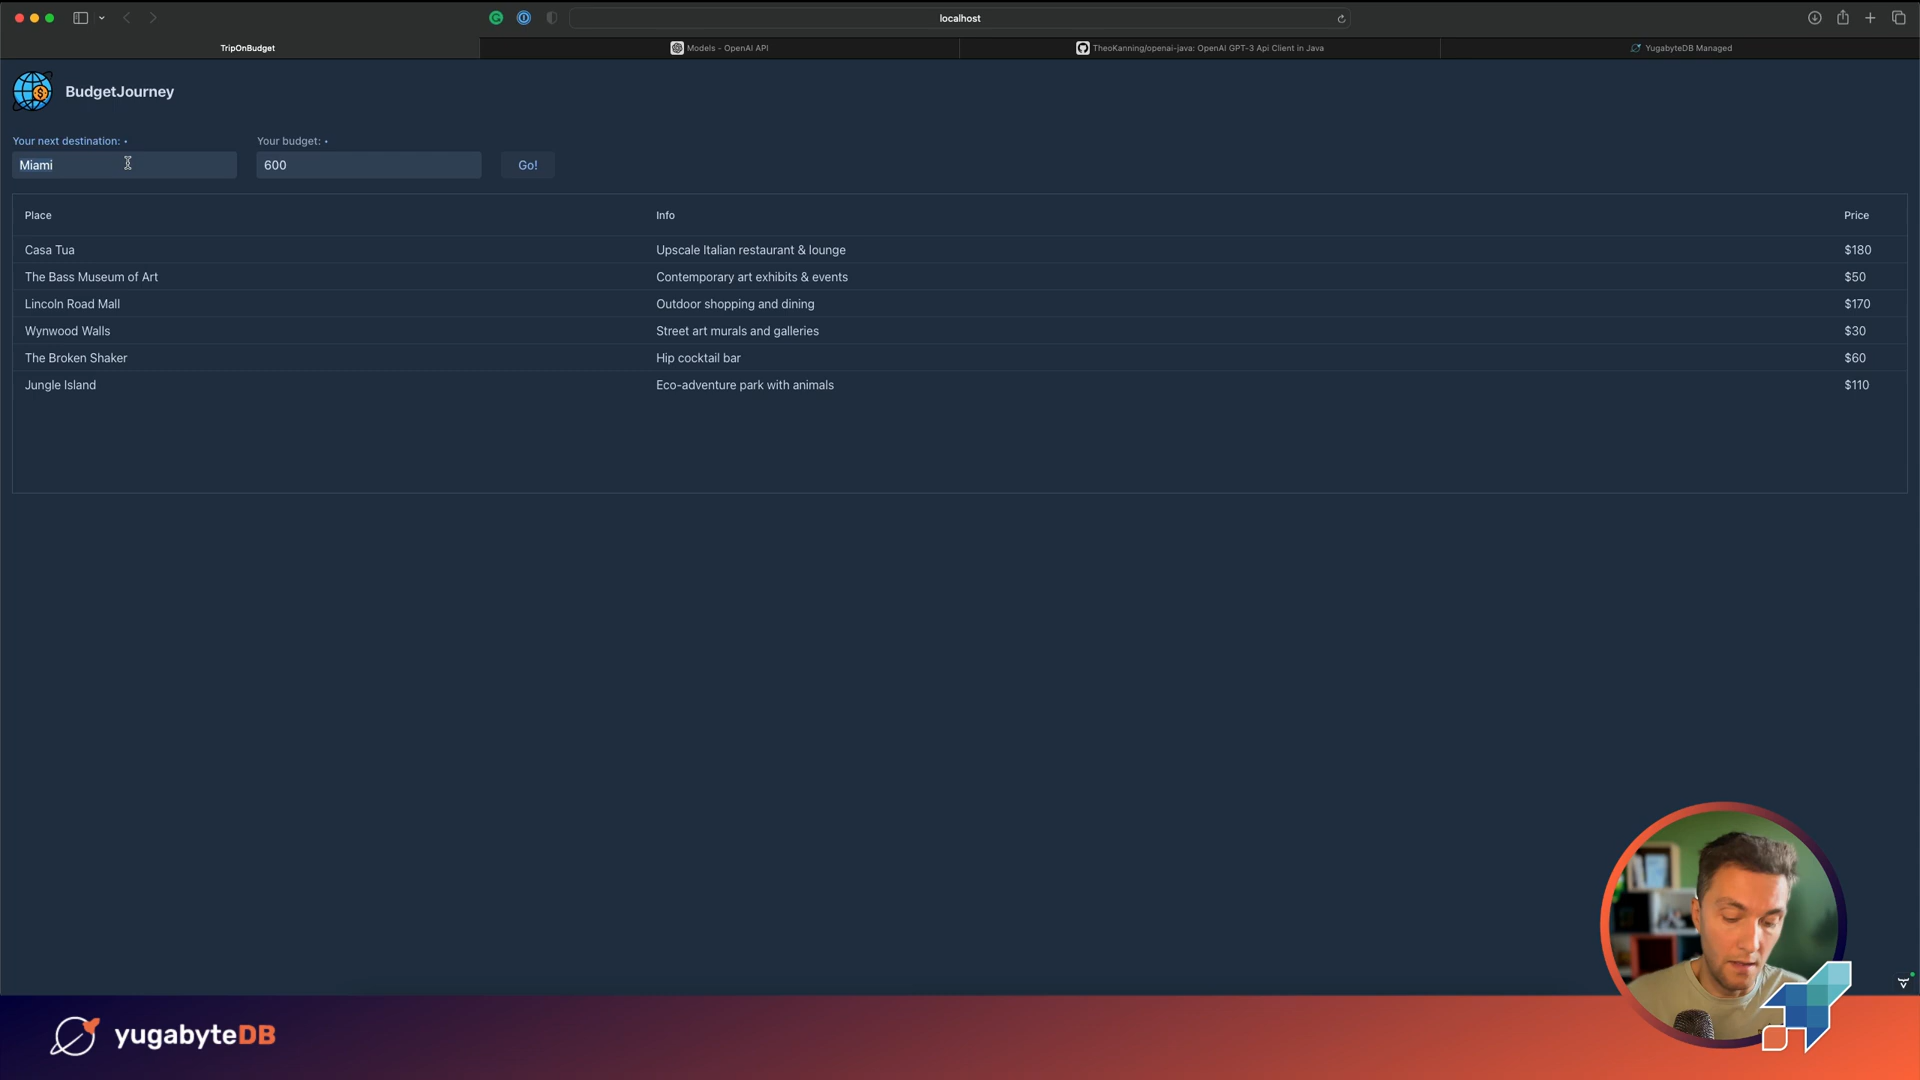 localhost
TripOnBudget
Models - OpenAI API
TheoKanning/openai-java: OpenAI GPT-3 Api Client in Java
YugabyteDB Managed
BudgetJourney
Your next destination: •
Your budget: •
Miami
600
Go!
Place Info Price
Casa Tua Upscale Italian restaurant & lounge $180
The Bass Museum of Art Contemporary art exhibits & events $50
Lincoln Road Mall Outdoor shopping and dining $170
Wynwood Walls Street art murals and galleries $30
The Broken Shaker Hip cocktail bar $60
Jungle Island Eco-adventure park with animals $110
yugabyteDB